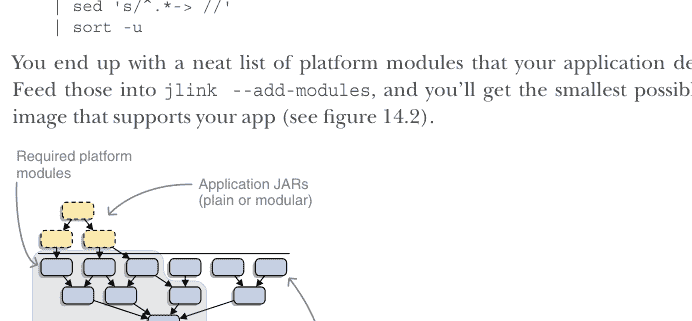 | sed 's/^.*-> //'
| sort -u
You end up with a neat list of platform modules that your application de
Feed those into jlink --add-modules, and you'll get the smallest possib
image that supports your app (see figure 14.2).
Required platform
modules
Application JARs
(plain or modular)